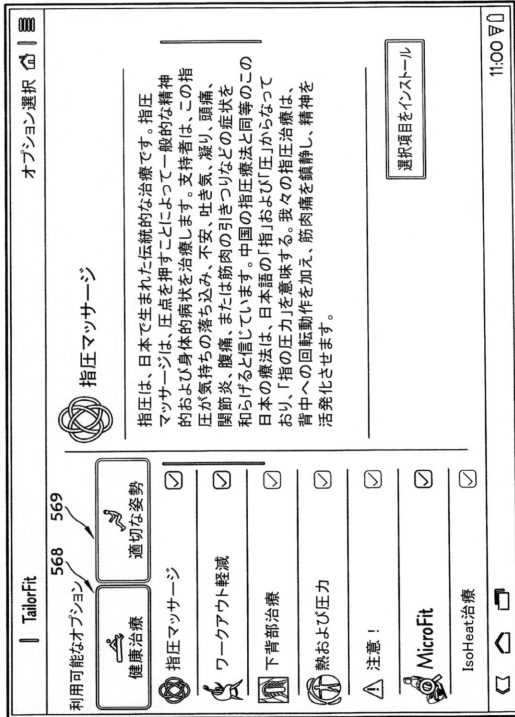 TailorFit
オプション選択
利用可能なオプション
568
569
健康治療
適切な姿勢
指圧マッサージ
ワークアウト軽減
下背部治療
熱および圧力
注意！
MicroFit
IsoHeat治療
指圧マッサージ
指圧は、日本で生まれた伝統的な治療です。指圧
マッサージは、圧点を押すことによって一般的な精神
的および身体的病状を治療します。支持者は、この指
圧が気持ちの落ち込み、不安、吐き気、凝り、頭痛、
関節炎、腹痛、または筋肉の引きつりなどの症状を
和らげると信じています。中国の指圧療法と同等のこの
日本の療法は、日本語の「指」および「圧」からなって
おり、「指の圧力」を意味する。我々の指圧治療は、
背中への回転動作を加え、筋肉痛を鎮静し、精神を
活発化させます。
選択項目をインストール
11:00